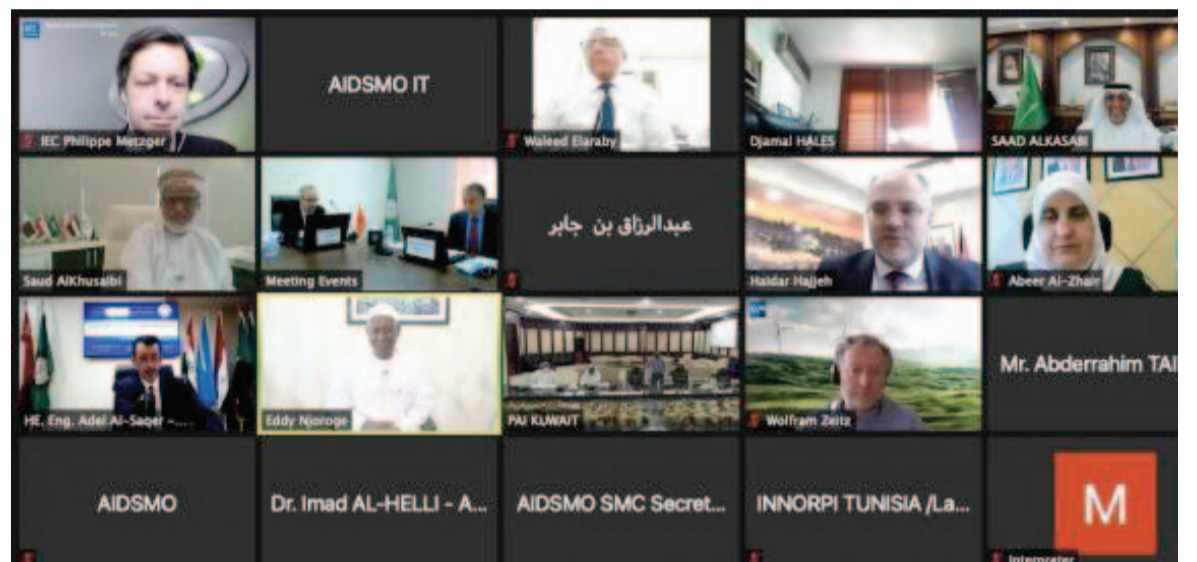 IEC
IEC Philippe Metzger
AIDSMO IT
Waleed Elaraby
Djamal HALES
SAAD ALKASABI
Saud AlKhusaibi
Meeting Events
عبدالرزاق بن جابر
Haidar Hajjeh
Abeer Al-Zhair
HE. Eng. Adel Al-Saqer -...
Eddy Njoroge
PAI KUWAIT
Wolfram Zeitz
Mr. Abderrahim TAI
AIDSMO
Dr. Imad AL-HELLI - A...
AIDSMO SMC Secret...
INNORPI TUNISIA /La...
M
Interpreter